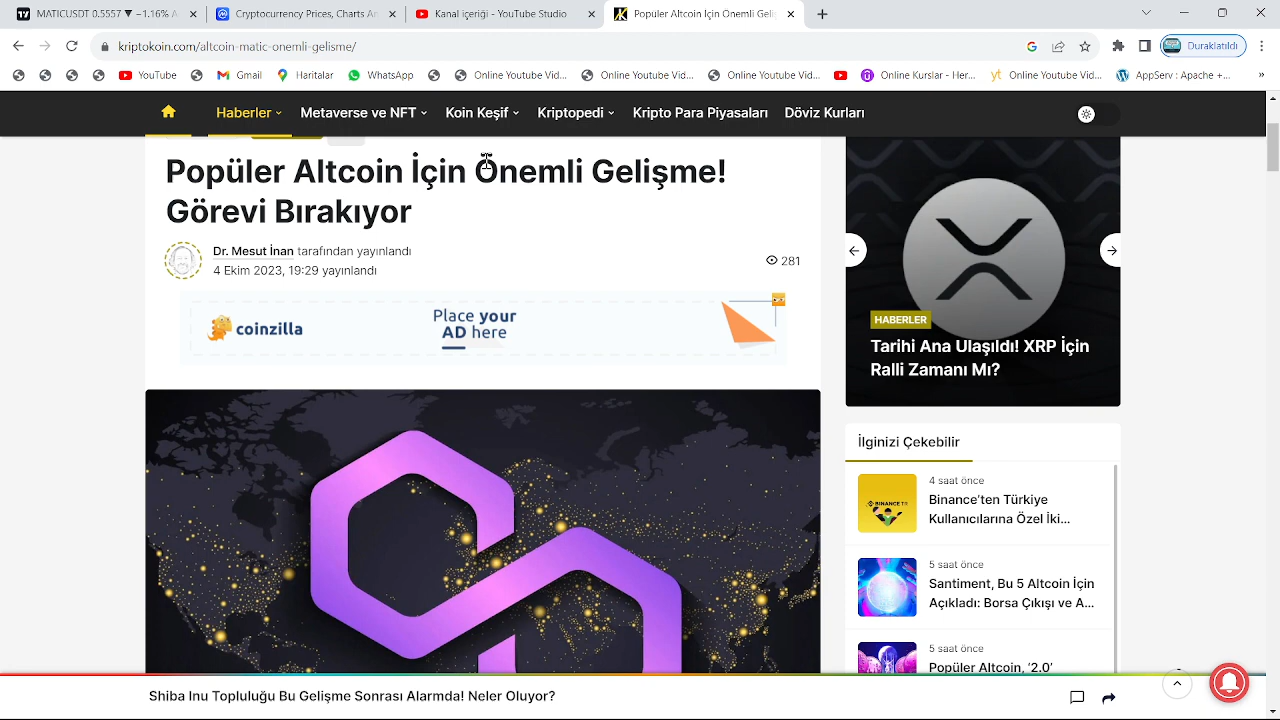 MATICUSDT 0.5557 ▼ −1.16% A
Cryptocurrency Prices, Charts An
Kanal içeriği - YouTube Studio
Popüler Altcoin İçin Önemli Geli
kriptokoin.com/altcoin-matic-onemli-gelisme/
Duraklatıldı
YouTube
Gmail
Haritalar
WhatsApp
Online Youtube Vid...
Online Youtube Vid...
Online Youtube Vid...
Online Kurslar - Her...
yt Online Youtube Vid...
AppServ : Apache +...
»
Haberler
Metaverse ve NFT
Koin Keşif
Kriptopedi
Kripto Para Piyasaları
Döviz Kurları
Popüler Altcoin İçin Önemli Gelişme!
Görevi Bırakıyor
Dr. Mesut İnan tarafından yayınlandı
4 Ekim 2023, 19:29 yayınlandı
281
coinzilla
Place your
AD here
HABERLER
Tarihi Ana Ulaşıldı! XRP İçin
Ralli Zamanı Mı?
İlginizi Çekebilir
BINANCE TR
4 saat önce
Binance'ten Türkiye
Kullanıcılarına Özel İki...
5 saat önce
Santiment, Bu 5 Altcoin İçin
Açıkladı: Borsa Çıkışı ve A...
5 saat önce
Popüler Altcoin, '2.0'
Shiba Inu Topluluğu Bu Gelişme Sonrası Alarmda! Neler Oluyor?